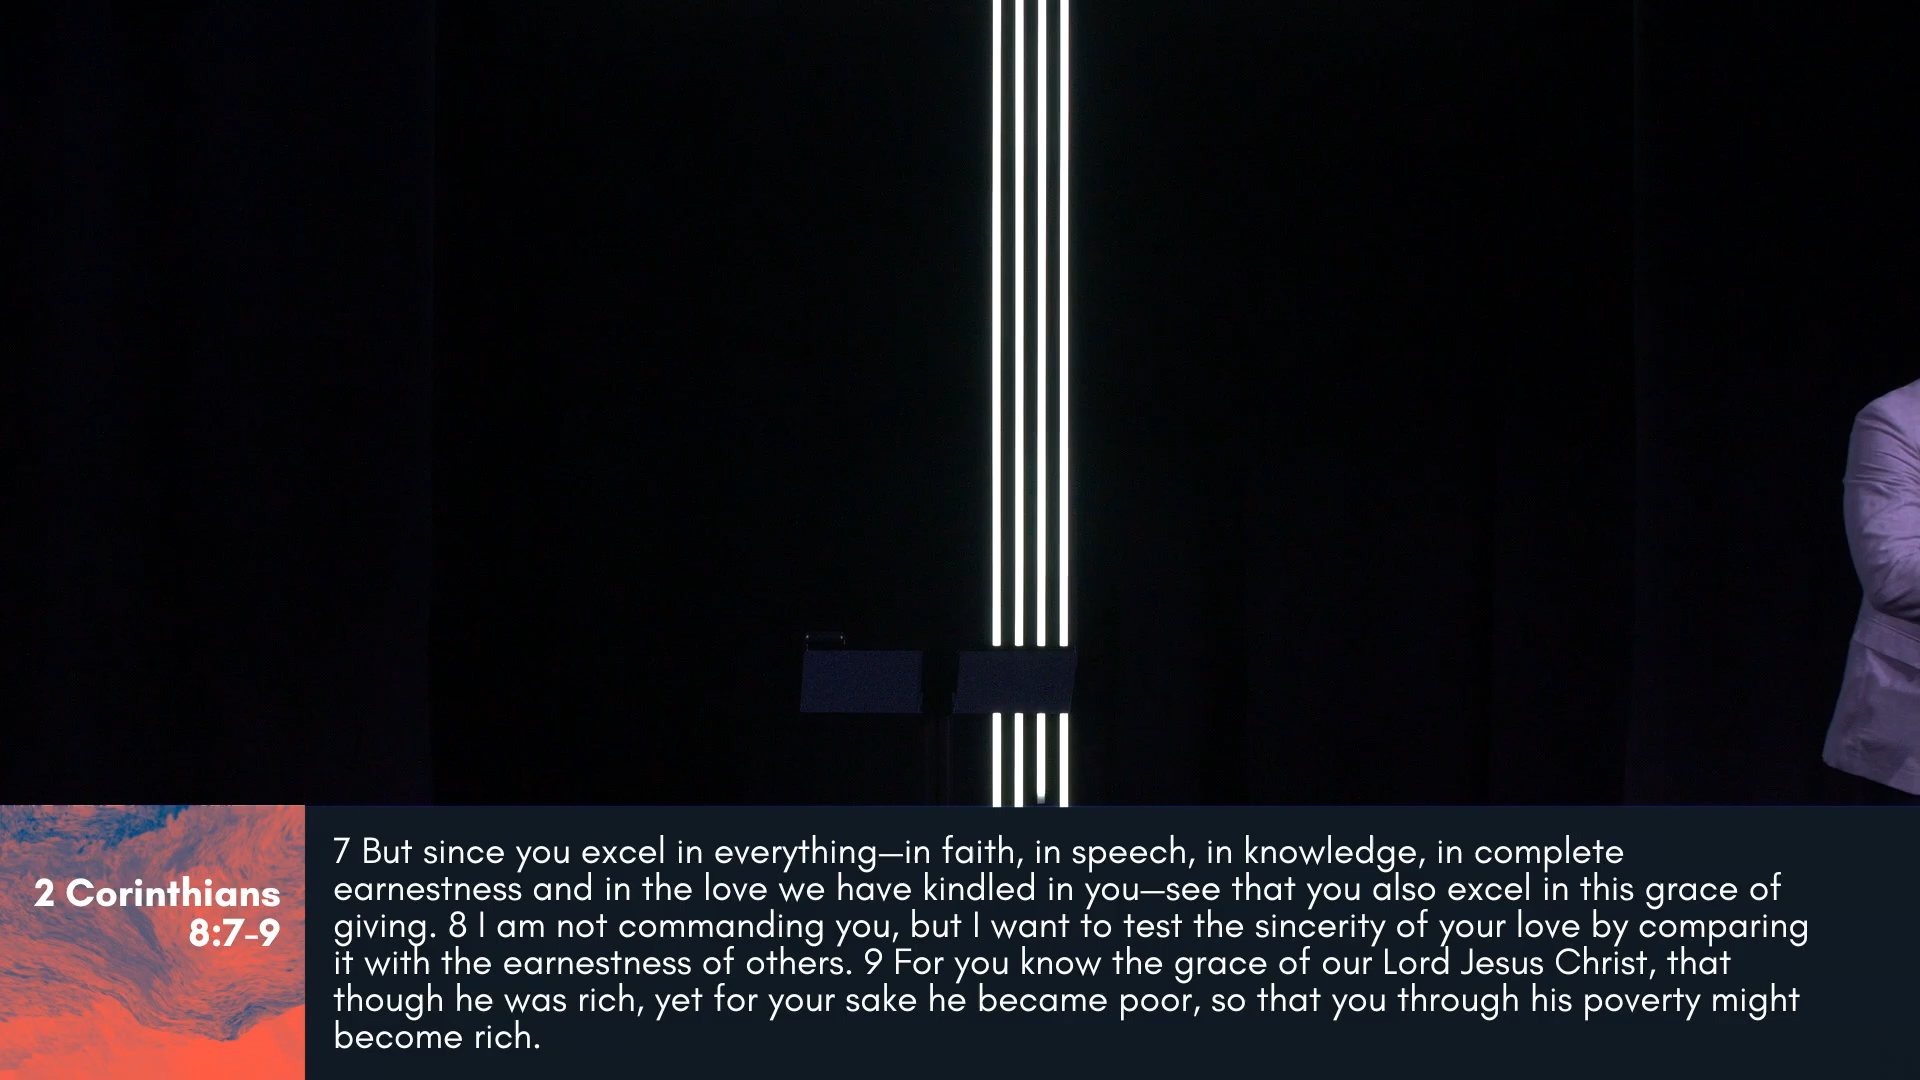 2 Corinthians
8:7-9
7 But since you excel in everything—in faith, in speech, in knowledge, in complete
earnestness and in the love we have kindled in you—see that you also excel in this grace of
giving. 8 I am not commanding you, but I want to test the sincerity of your love by comparing
it with the earnestness of others. 9 For you know the grace of our Lord Jesus Christ, that
though he was rich, yet for your sake he became poor, so that you through his poverty might
become rich.